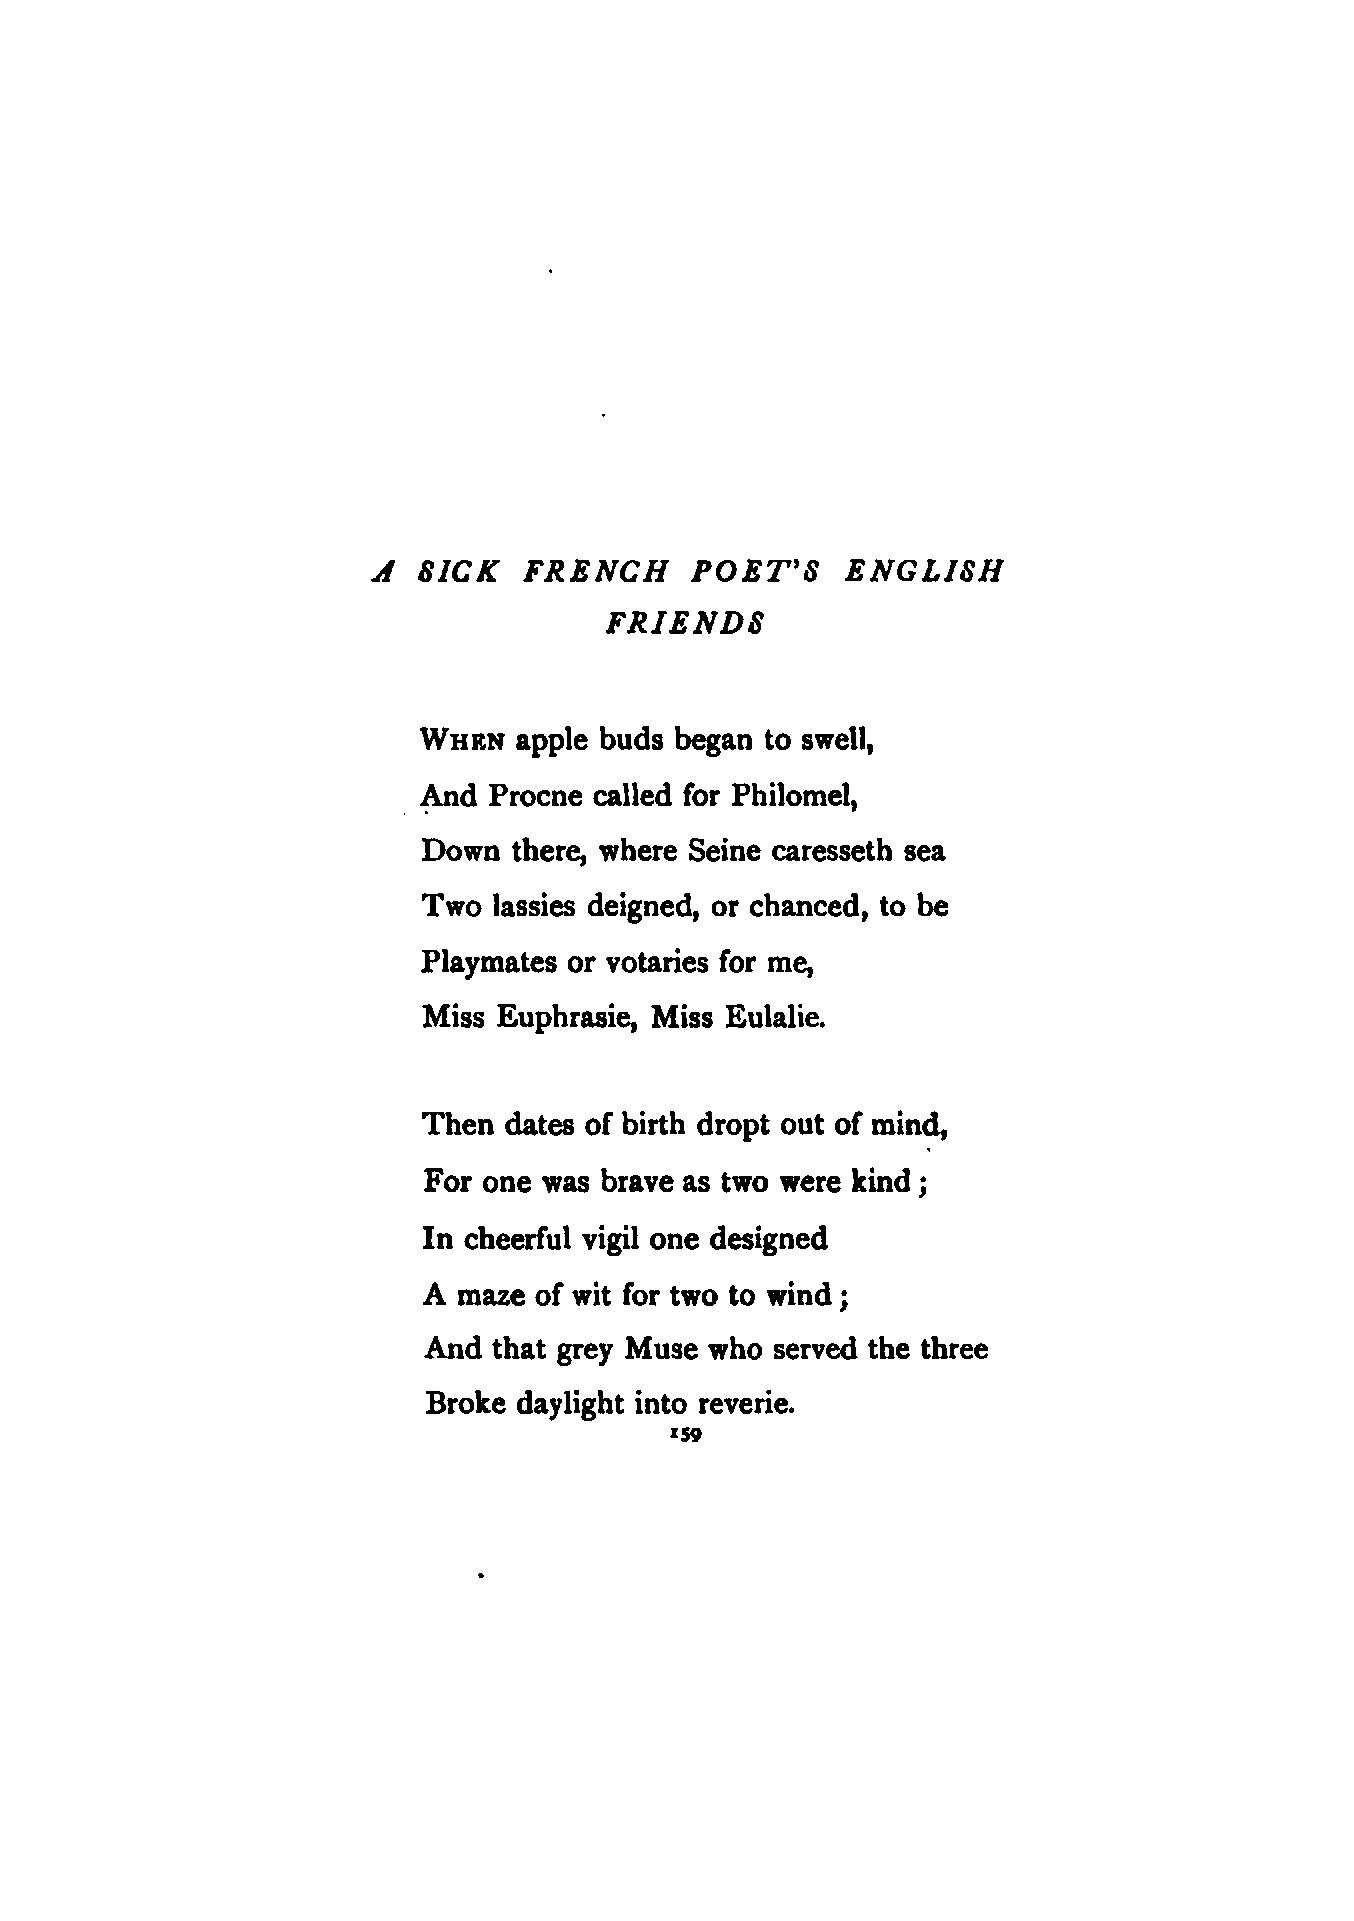 A SICK FRENCH POET'S ENGLISH
FRIENDS
WHEN apple buds began to swell,
And Procne called for Philomel,
Down there, where Seine caresseth sea
Two lassies deigned, or chanced, to be
Playmates or votaries for me,
Miss Euphrasie, Miss Eulalie.
Then dates of birth dropt out of mind,
For one was brave as two were kind ;
In cheerful vigil one designed
A maze of wit for two to wind ;
And that grey Muse who served the three
Broke daylight into reverie.
159